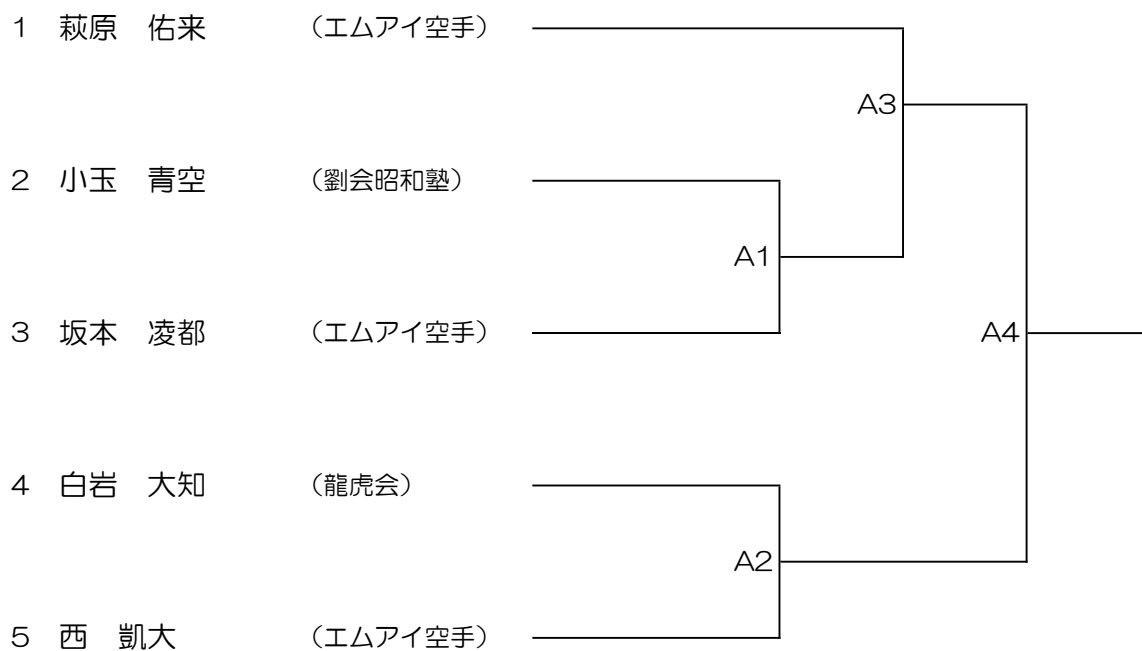 1 萩原 佑来 （エムアイ空手）
A3
2 小玉 青空 （劉会昭和塾）
A1
3 坂本 凌都 （エムアイ空手）
A4
4 白岩 大知 （龍虎会）
A2
5 西 凱大 （エムアイ空手）